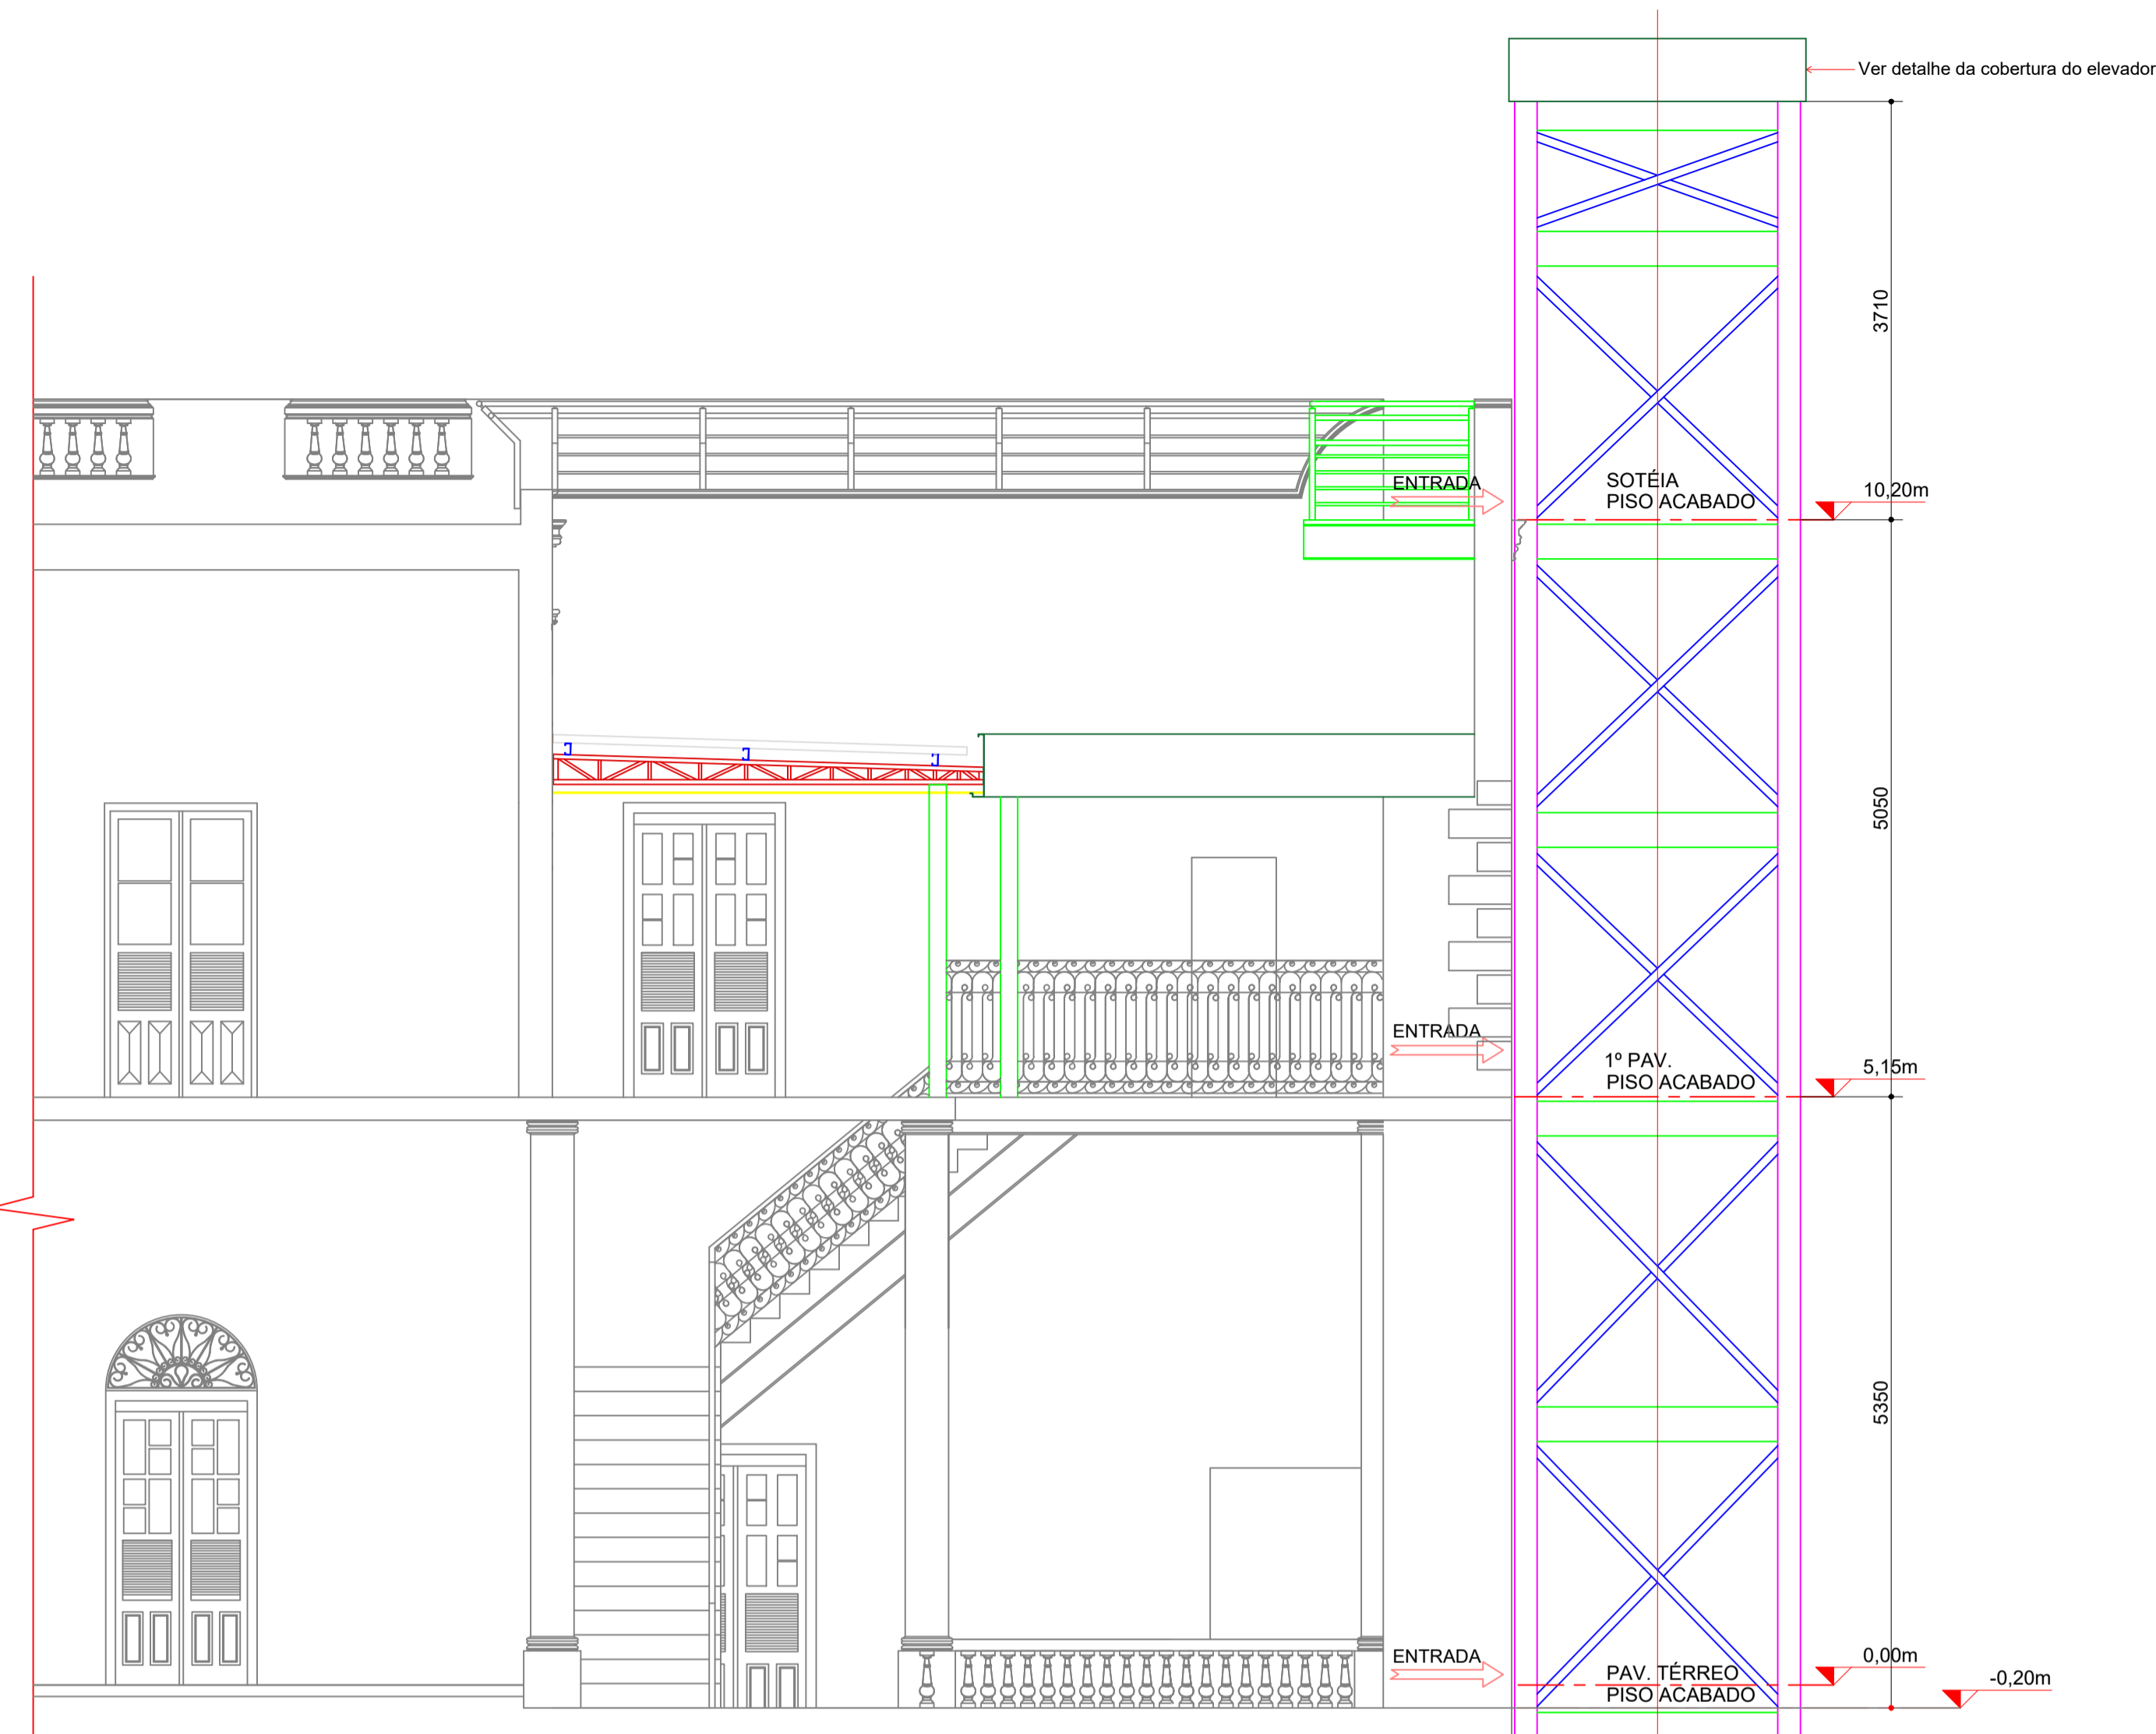 Ver detalhe da cobertura do elevador
3710
ENTRADA
SOTÉIA
PISO ACABADO
10,20m
5050
ENTRADA
1º PAV.
PISO ACABADO
5,15m
5350
ENTRADA
PAV. TÉRREO
PISO ACABADO
0,00m
-0,20m